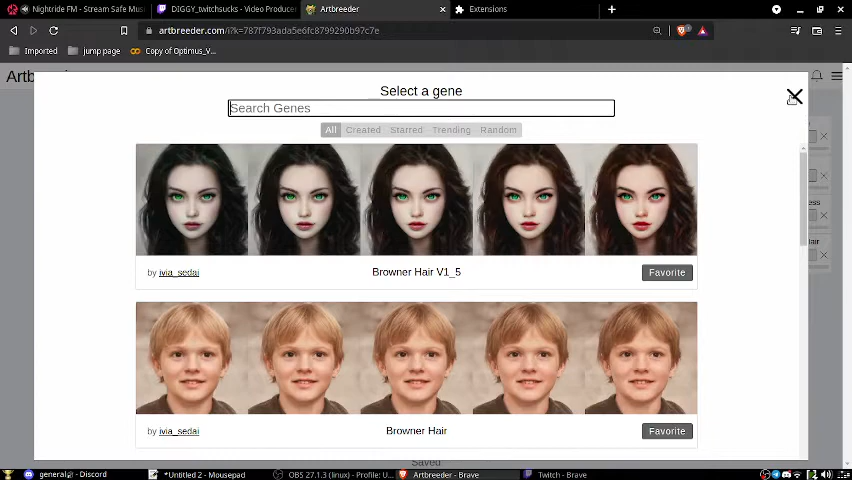 Nightride FM - Stream Safe Mus
DIGGY_twitchsucks - Video Producer
Artbreeder
Extensions
artbreeder.com/i?k=787f793ada5e6fc8799290b97c7e
Imported
jump page
Copy of Optimus_V...
Select a gene
Search Genes
All Created Starred Trending Random
by ivia_sedai
Browner Hair V1_5
Favorite
by ivia_sedai
Browner Hair
Favorite
Saved
general - Discord
*Untitled 2 - Mousepad
OBS 27.1.3 (linux) - Profile: U...
Artbreeder - Brave
Twitch - Brave